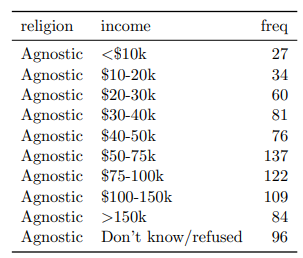 religion income freq
Agnostic <$10k 27
Agnostic $10-20k 34
Agnostic $20-30k 60
Agnostic $30-40k 81
Agnostic $40-50k 76
Agnostic $50-75k 137
Agnostic $75-100k 122
Agnostic $100-150k 109
Agnostic >150k 84
Agnostic Don't know/refused 96